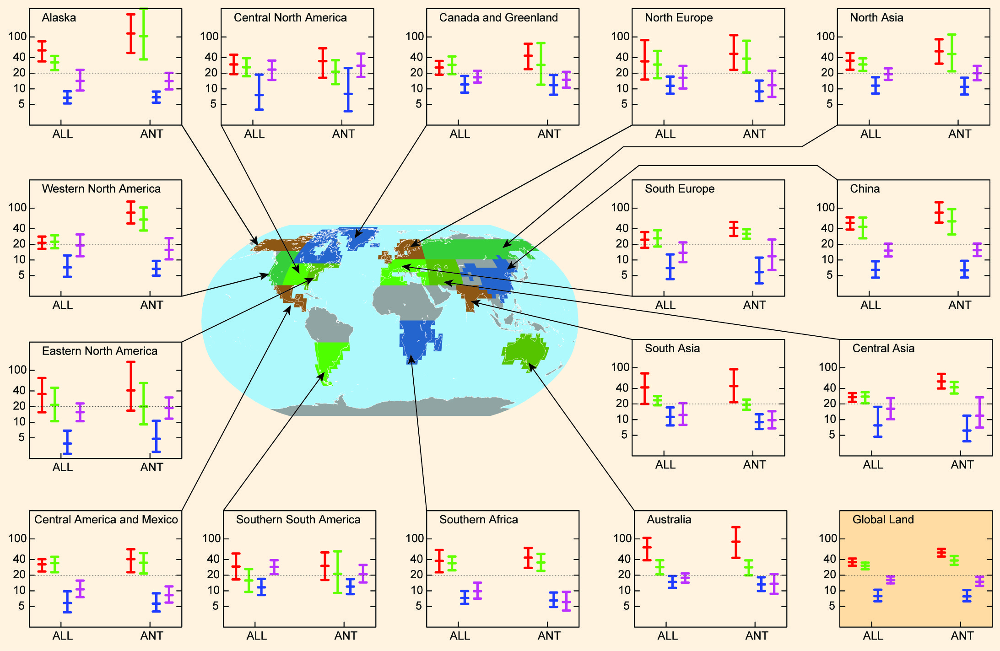 Alaska
100
40
20
10
5
ALL ANT
Central North America
100
40
20
10
5
ALL ANT
Canada and Greenland
100
40
20
10
5
ALL ANT
North Europe
100
40
20
10
5
ALL ANT
North Asia
100
40
20
10
5
ALL ANT
Western North America
100
40
20
10
5
ALL ANT
South Europe
100
40
20
10
5
ALL ANT
China
100
40
20
10
5
ALL ANT
Eastern North America
100
40
20
10
5
ALL ANT
South Asia
100
40
20
10
5
ALL ANT
Central Asia
100
40
20
10
5
ALL ANT
Central America and Mexico
100
40
20
10
5
ALL ANT
Southern South America
100
40
20
10
5
ALL ANT
Southern Africa
100
40
20
10
5
ALL ANT
Australia
100
40
20
10
5
ALL ANT
Global Land
100
40
20
10
5
ALL ANT